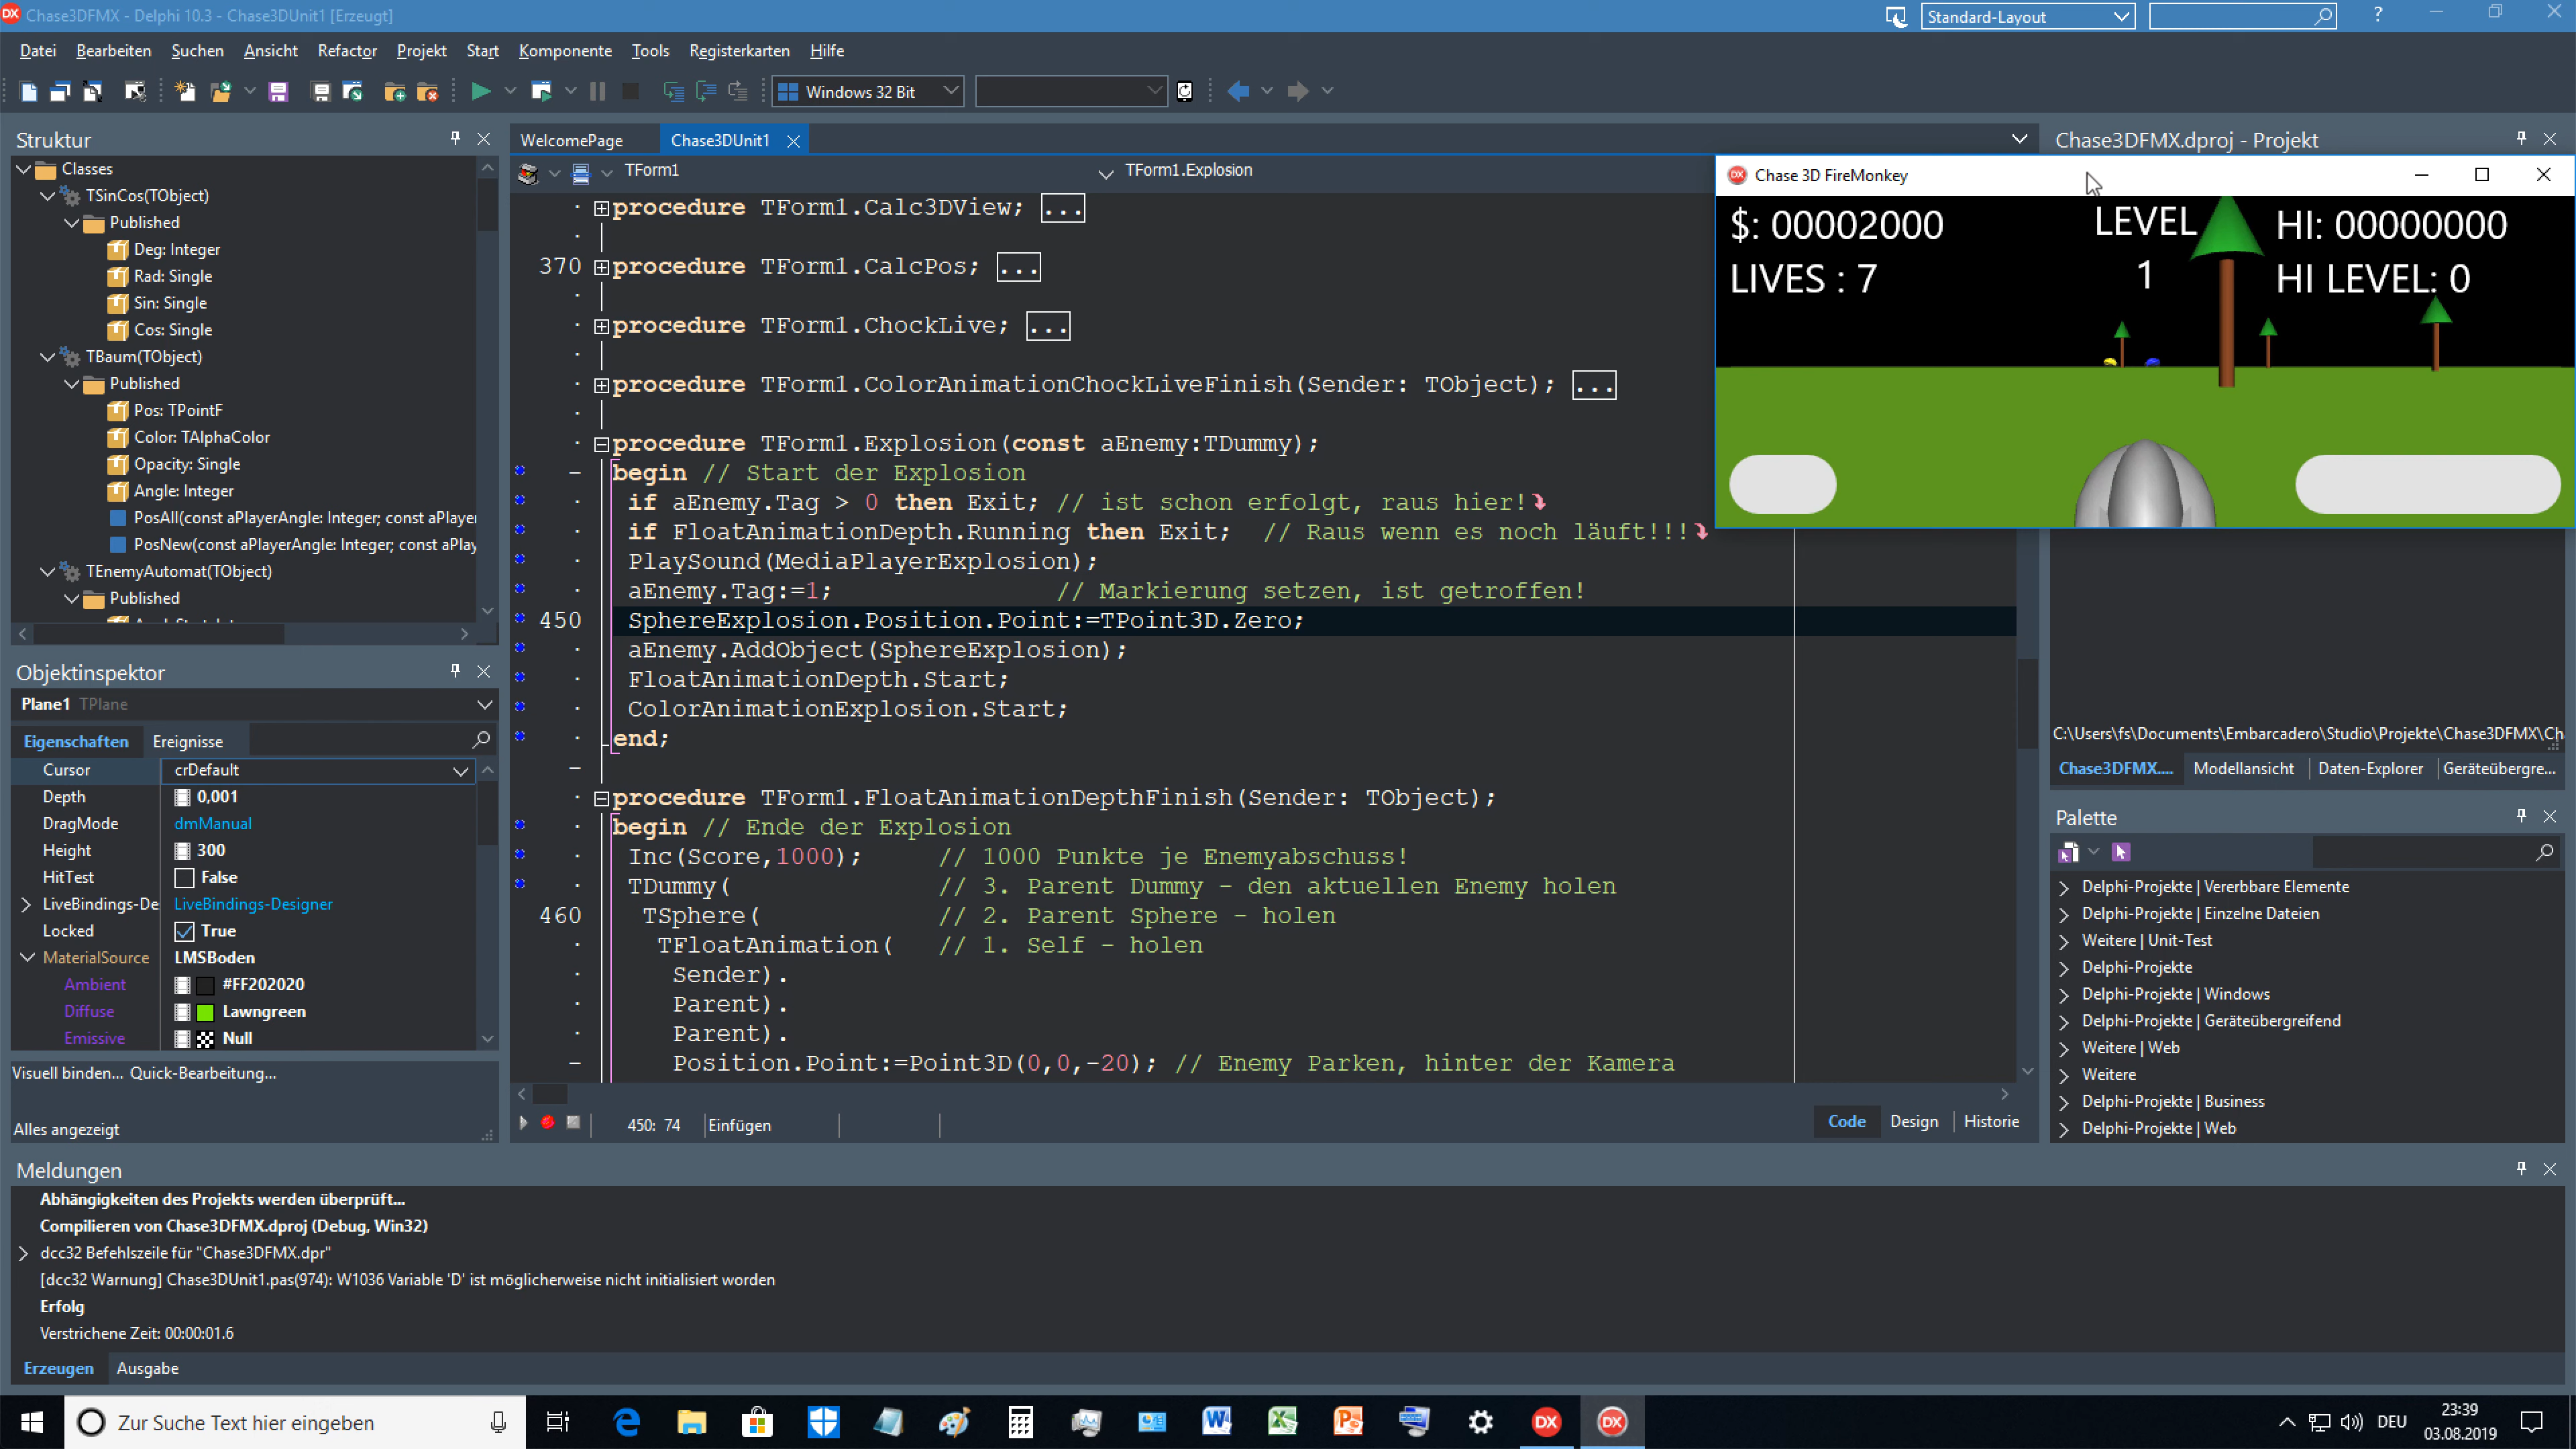 Chase3DFMX - Delphi 10.3 - Chase3DUnit1 [Erzeugt]
Standard-Layout
?
Datei Bearbeiten Suchen Ansicht Refactor Projekt Start Komponente Tools Registerkarten Hilfe
Windows 32 Bit
Struktur
Classes
TSinCos(TObject)
Published
Deg: Integer
Rad: Single
Sin: Single
Cos: Single
TBaum(TObject)
Published
Pos: TPointF
Color: TAlphaColor
Opacity: Single
Angle: Integer
PosAll(const aPlayerAngle: Integer; const aPlayer
PosNew(const aPlayerAngle: Integer; const aPlay
TEnemyAutomat(TObject)
Published
Objektinspektor
Plane1 TPlane
Eigenschaften Ereignisse
Cursor crDefault
Depth 0,001
DragMode dmManual
Height 300
HitTest False
LiveBindings-De LiveBindings-Designer
Locked True
MaterialSource LMSBoden
Ambient #FF202020
Diffuse Lawngreen
Emissive Null
Visuell binden... Quick-Bearbeitung...
Alles angezeigt
WelcomePage Chase3DUnit1
TForm1 TForm1.Explosion
procedure TForm1.Calc3DView; ...
370 procedure TForm1.CalcPos; ...
procedure TForm1.ChockLive; ...
procedure TForm1.ColorAnimationChockLiveFinish(Sender: TObject); ...
procedure TForm1.Explosion(const aEnemy:TDummy);
begin // Start der Explosion
if aEnemy.Tag > 0 then Exit; // ist schon erfolgt, raus hier!
if FloatAnimationDepth.Running then Exit; // Raus wenn es noch läuft!!!
PlaySound(MediaPlayerExplosion);
aEnemy.Tag:=1; // Markierung setzen, ist getroffen!
450 SphereExplosion.Position.Point:=TPoint3D.Zero;
aEnemy.AddObject(SphereExplosion);
FloatAnimationDepth.Start;
ColorAnimationExplosion.Start;
end;
procedure TForm1.FloatAnimationDepthFinish(Sender: TObject);
begin // Ende der Explosion
Inc(Score,1000); // 1000 Punkte je Enemyabschuss!
TDummy( // 3. Parent Dummy - den aktuellen Enemy holen
460 TSphere( // 2. Parent Sphere - holen
TFloatAnimation( // 1. Self - holen
Sender).
Parent).
Parent).
Position.Point:=Point3D(0,0,-20); // Enemy Parken, hinter der Kamera
450: 74 Einfügen
Code Design Historie
Chase3DFMX.dproj - Projekt
Chase 3D FireMonkey
$: 00002000 LEVEL HI: 00000000
LIVES : 7 1 HI LEVEL: 0
C:\Users\fs\Documents\Embarcadero\Studio\Projekte\Chase3DFMX\Ch
Chase3DFMX.... Modellansicht Daten-Explorer Geräteübergre...
Palette
Delphi-Projekte | Vererbbare Elemente
Delphi-Projekte | Einzelne Dateien
Weitere | Unit-Test
Delphi-Projekte
Delphi-Projekte | Windows
Delphi-Projekte | Geräteübergreifend
Weitere | Web
Weitere
Delphi-Projekte | Business
Delphi-Projekte | Web
Meldungen
Abhängigkeiten des Projekts werden überprüft...
Compilieren von Chase3DFMX.dproj (Debug, Win32)
dcc32 Befehlszeile für "Chase3DFMX.dpr"
[dcc32 Warnung] Chase3DUnit1.pas(974): W1036 Variable 'D' ist möglicherweise nicht initialisiert worden
Erfolg
Verstrichene Zeit: 00:00:01.6
Erzeugen Ausgabe
Zur Suche Text hier eingeben
DEU
23:39
03.08.2019